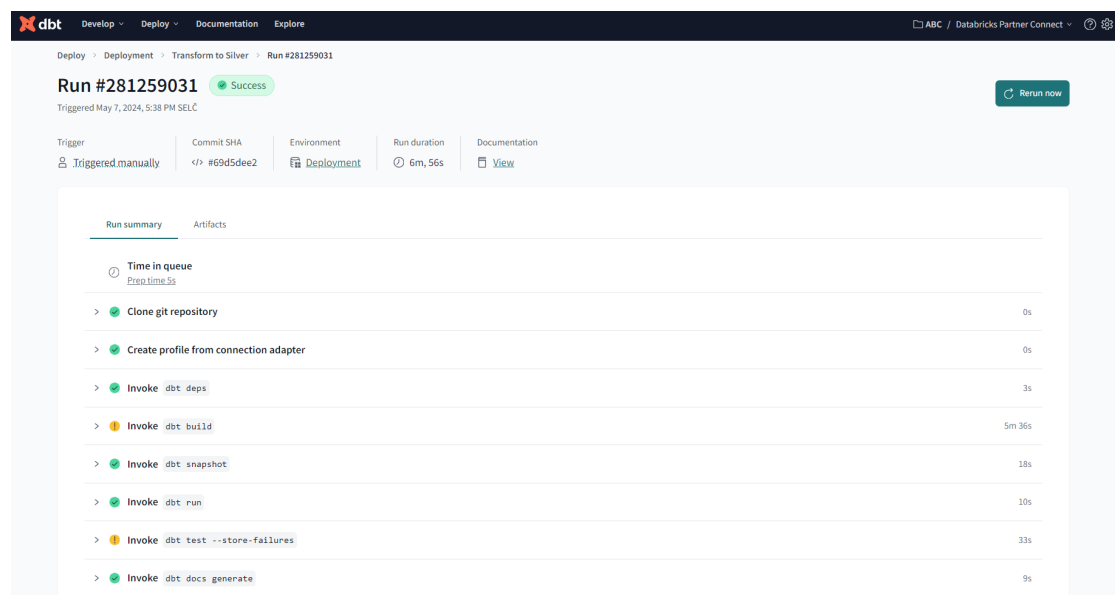 dbt Develop Deploy Documentation Explore ABC / Databricks Partner Connect
Deploy > Deployment > Transform to Silver > Run #281259031
Run #281259031 Success
Rerun now
Triggered May 7, 2024, 5:38 PM SELČ
Trigger Commit SHA Environment Run duration Documentation
Triggered manually </> #69d5dee2 Deployment 6m, 56s View
Run summary Artifacts
Time in queue
Prep time 5s
Clone git repository 0s
Create profile from connection adapter 0s
Invoke dbt deps 3s
Invoke dbt build 5m 36s
Invoke dbt snapshot 18s
Invoke dbt run 10s
Invoke dbt test --store-failures 33s
Invoke dbt docs generate 9s